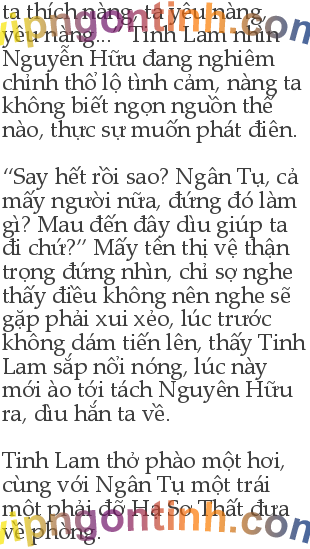 ta thích nàng, ta yêu nàng,
yêu nàng...” Tinh Lam nhìn
Nguyễn Hữu đang nghiêm
chỉnh thổ lộ tình cảm, nàng ta
không biết ngọn nguồn thế
nào, thực sự muốn phát điên.
“Say hết rồi sao? Ngân Tụ, cả
mấy người nữa, đứng đó làm
gì? Mau đến đây dìu giúp ta
đi chứ?” Mấy tên thị vệ thận
trọng đứng nhìn, chỉ sợ nghe
thấy điều không nên nghe sẽ
gặp phải xui xẻo, lúc trước
không dám tiến lên, thấy Tinh
Lam sắp nổi nóng, lúc này
mới ào tới tách Nguyên Hữu
ra, dìu hắn ta về.
Tinh Lam thở phào một hơi,
cùng với Ngân Tụ một trái
một phải đỡ Hạ Sơ Thất đưa
về phòng.
vipngontinh.com